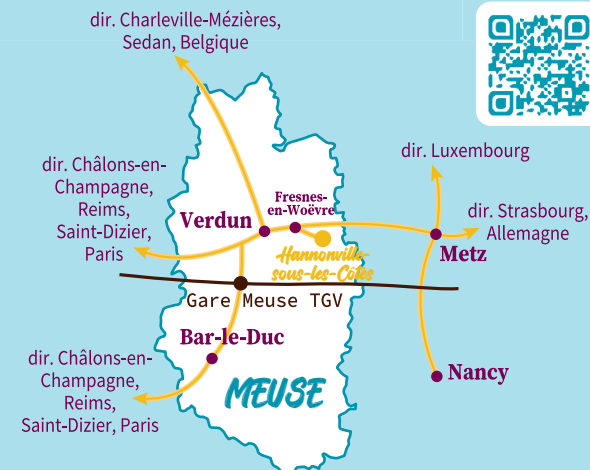 dir. Charleville-Mézières,
Sedan, Belgique
dir. Luxembourg
dir. Châlons-en-
Champagne,
Reims,
Saint-Dizier,
Paris
Fresnes-
en-Woëvre
Verdun
dir. Strasbourg,
Allemagne
Hannonville-
sous-les-Côtes
Metz
Gare Meuse TGV
Bar-le-Duc
dir. Châlons-en-
Champagne,
Reims,
Saint-Dizier, Paris
Nancy
MEUSE